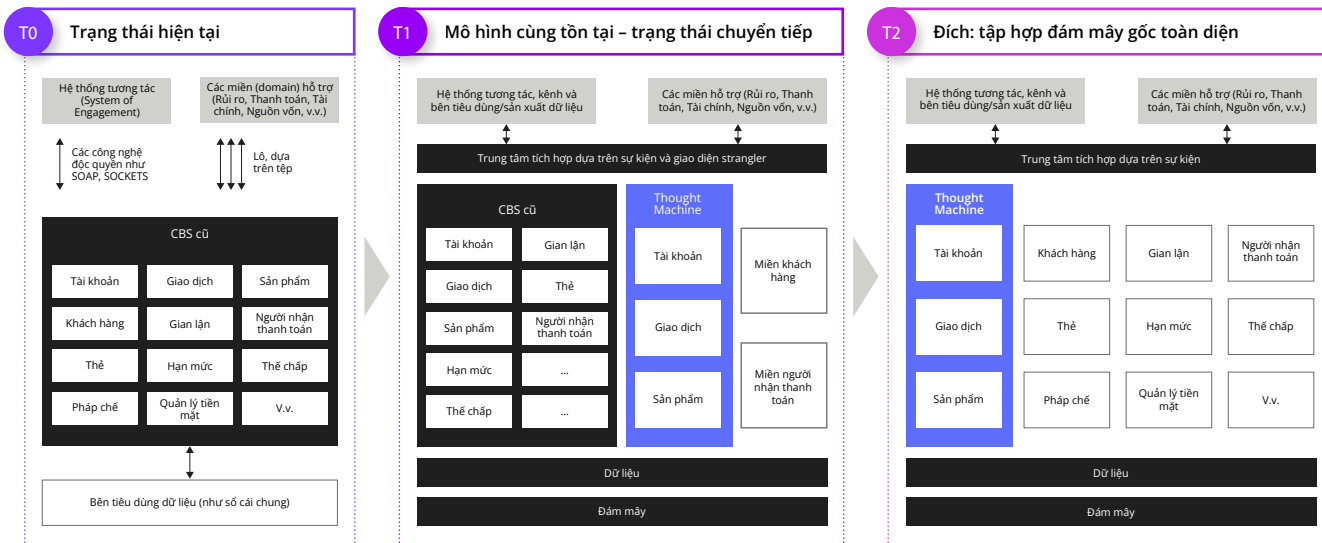 T0
Trạng thái hiện tại
Hệ thống tương tác
(System of
Engagement)
Các miền (domain) hỗ trợ
(Rủi ro, Thanh toán, Tài
chính, Nguồn vốn, v.v.)
Các công nghệ
độc quyền như
SOAP, SOCKETS
Lô, dựa
trên tệp
CBS cũ
Tài khoản
Giao dịch
Sản phẩm
Khách hàng
Gian lận
Người nhận
thanh toán
Thẻ
Hạn mức
Thế chấp
Pháp chế
Quản lý tiền
mặt
V.v.
Bên tiêu dùng dữ liệu (như sổ cái chung)
T1
Mô hình cùng tồn tại – trạng thái chuyển tiếp
Hệ thống tương tác, kênh và
bên tiêu dùng/sản xuất dữ liệu
Các miền hỗ trợ (Rủi ro, Thanh
toán, Tài chính, Nguồn vốn, v.v.)
Trung tâm tích hợp dựa trên sự kiện và giao diện strangler
CBS cũ
Tài khoản
Gian lận
Giao dịch
Thẻ
Sản phẩm
Người nhận
thanh toán
Hạn mức
...
Thế chấp
...
Thought
Machine
Tài khoản
Giao dịch
Sản phẩm
Miền khách
hàng
Miền người
nhận thanh
toán
Dữ liệu
Đám mây
T2
Đích: tập hợp đám mây gốc toàn diện
Hệ thống tương tác, kênh và
bên tiêu dùng/sản xuất dữ liệu
Các miền hỗ trợ (Rủi ro, Thanh
toán, Tài chính, Nguồn vốn, v.v.)
Trung tâm tích hợp dựa trên sự kiện
Thought
Machine
Tài khoản
Khách hàng
Gian lận
Người nhận
thanh toán
Giao dịch
Thẻ
Hạn mức
Thế chấp
Sản phẩm
Pháp chế
Quản lý tiền
mặt
V.v.
Dữ liệu
Đám mây